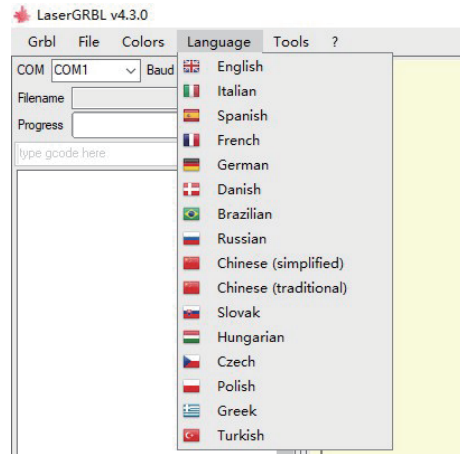 LaserGRBL v4.3.0
Grbl File Colors Language Tools ?
COM COM1 Baud
Filename
Progress
type gcode here
English
Italian
Spanish
French
German
Danish
Brazilian
Russian
Chinese (simplified)
Chinese (traditional)
Slovak
Hungarian
Czech
Polish
Greek
Turkish